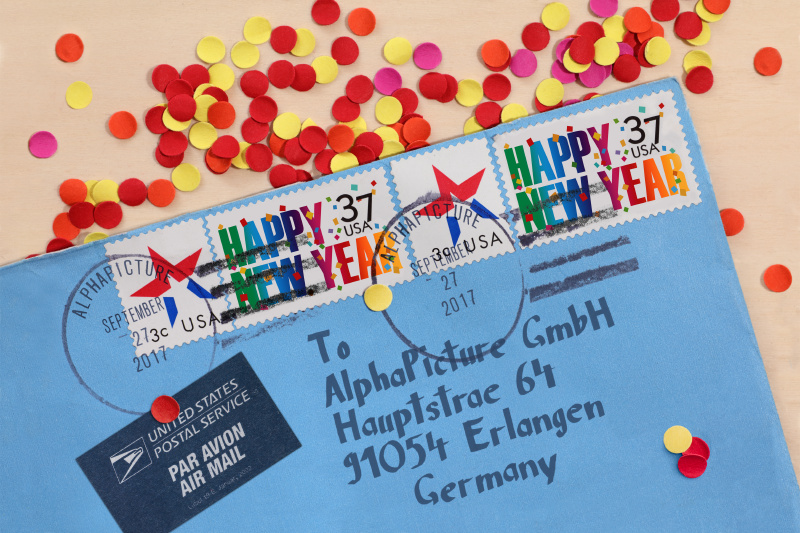 HAPPY
NEW YEAR
37
USA
HAPPY
NEW YEAR
37
USA
3c USA
3c USA
ALPHAPICTURE
SEPTEMBER
27
2017
ALPHAPICTURE
SEPTEMBER
27
2017
To
AlphaPicture GmbH
Hauptstrae 64
91054 Erlangen
Germany
UNITED STATES
POSTAL SERVICE
PAR AVION
AIR MAIL